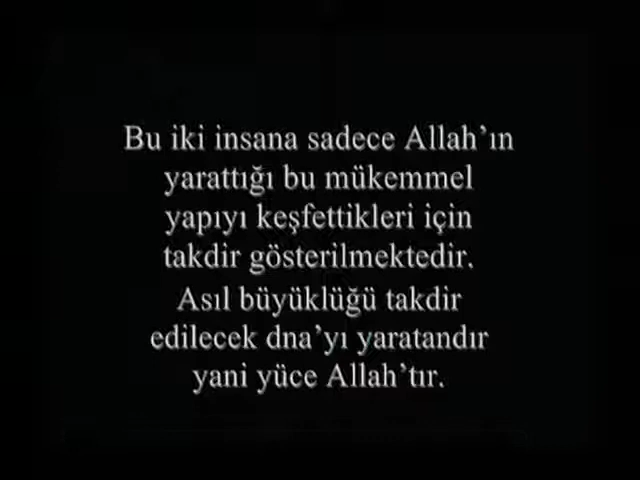 Bu iki insana sadece Allah’ın
yarattığı bu mükemmel
yapıyı keşfettikleri için
takdir gösterilmektedir.
Asıl büyüklüğü takdir
edilecek dna’yı yaratandır
yani yüce Allah’tır.